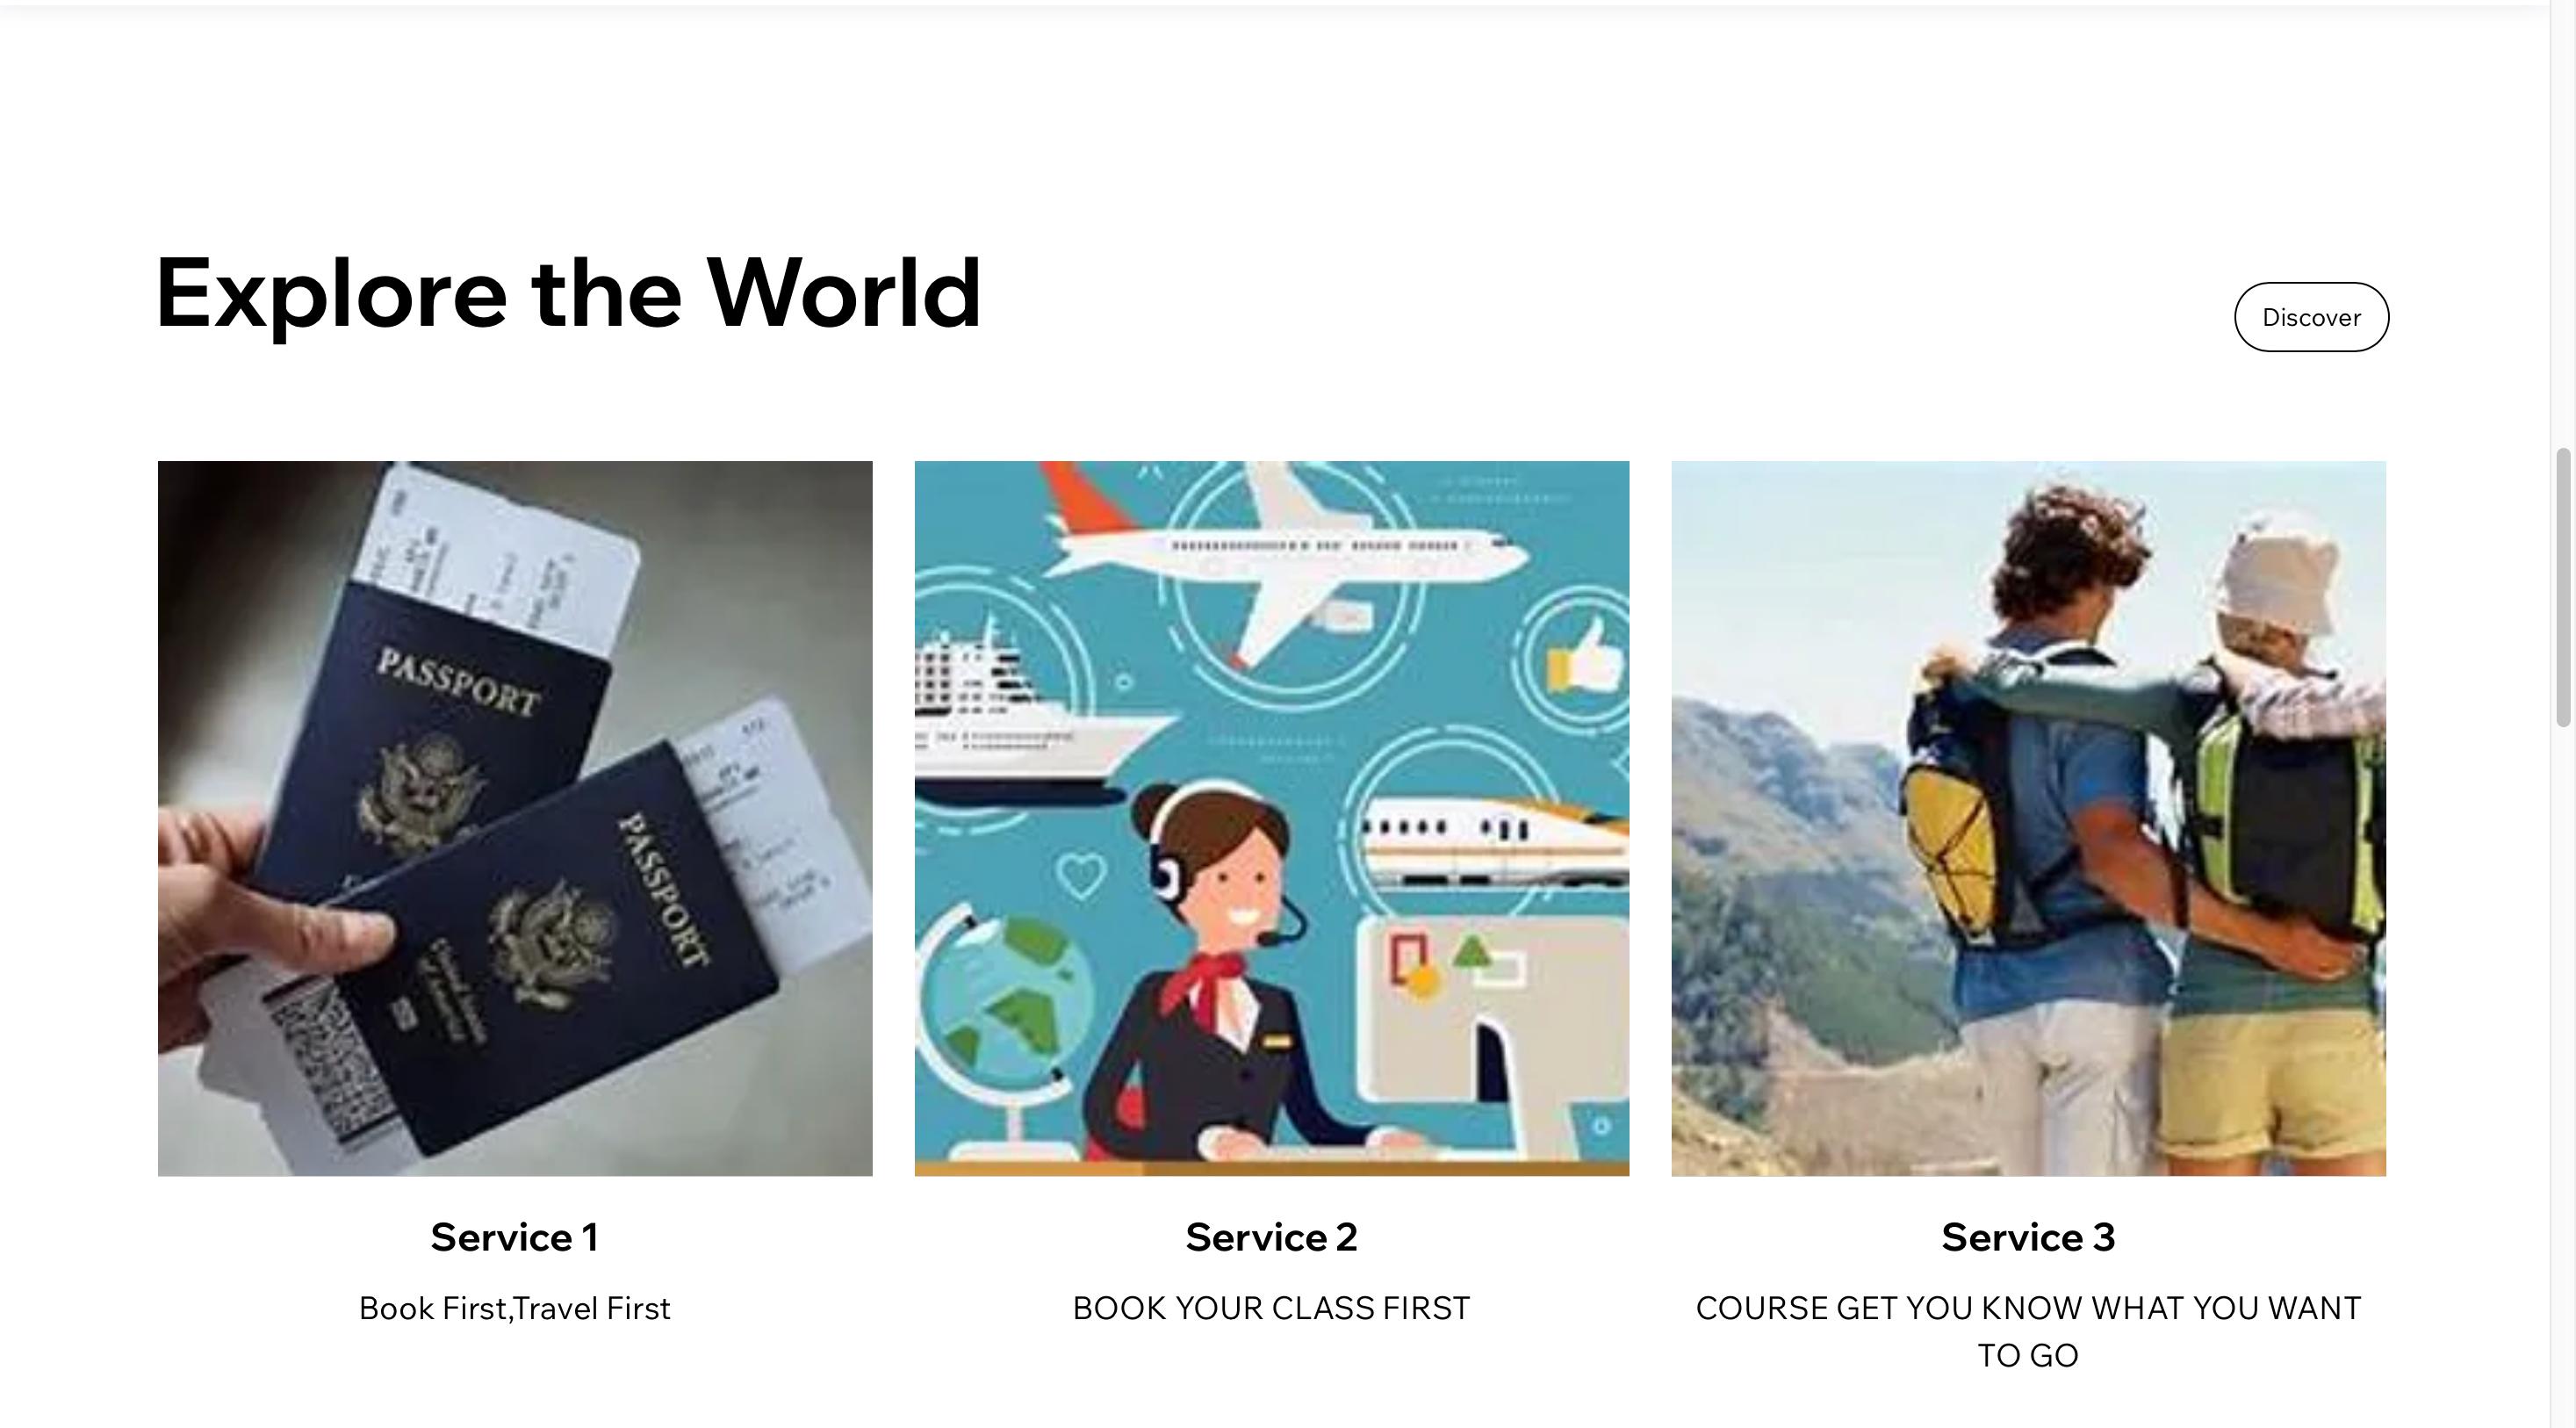 Explore the World
Discover
PASSPORT
PASSPORT
Service 1
Service 2
Service 3
Book First,Travel First
BOOK YOUR CLASS FIRST
COURSE GET YOU KNOW WHAT YOU WANT
TO GO